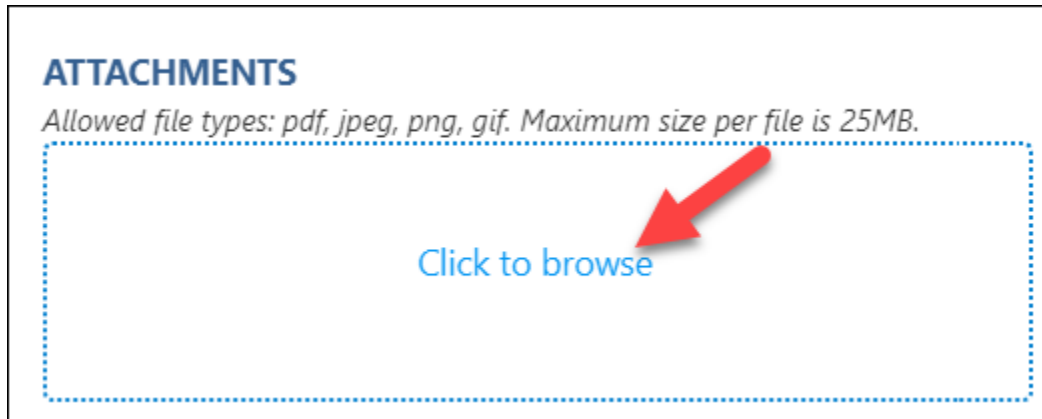 ATTACHMENTS
Allowed file types: pdf, jpeg, png, gif. Maximum size per file is 25MB.
Click to browse